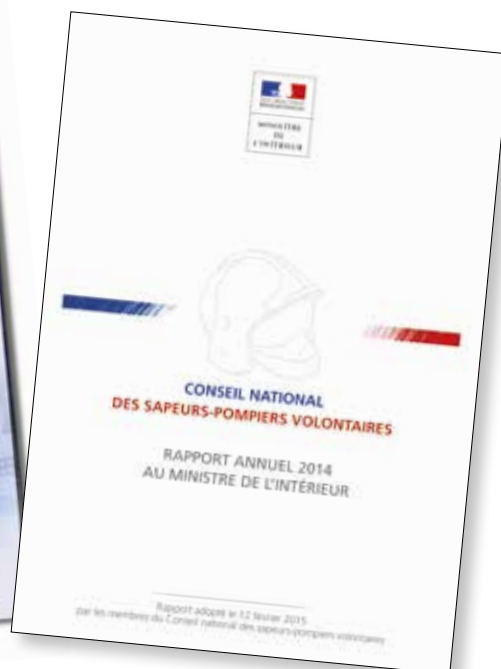 MINISTÈRE
DE
L'INTÉRIEUR
CONSEIL NATIONAL
DES SAPEURS-POMPIERS VOLONTAIRES
RAPPORT ANNUEL 2014
AU MINISTRE DE L'INTÉRIEUR
Rapport adopté le 12 février 2015
par les membres du Conseil national des sapeurs-pompiers volontaires